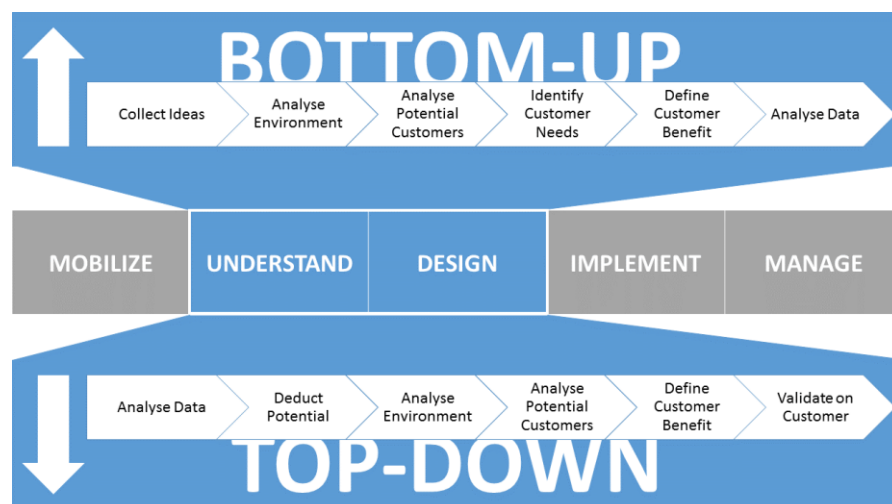 BOTTOM-UP
Collect Ideas
Analyse
Environment
Analyse
Potential
Customers
Identify
Customer
Needs
Define
Customer
Benefit
Analyse Data
MOBILIZE
UNDERSTAND
DESIGN
IMPLEMENT
MANAGE
Analyse Data
Deduct
Potential
Analyse
Environment
Analyse
Potential
Customers
Define
Customer
Benefit
Validate on
Customer
TOP-DOWN